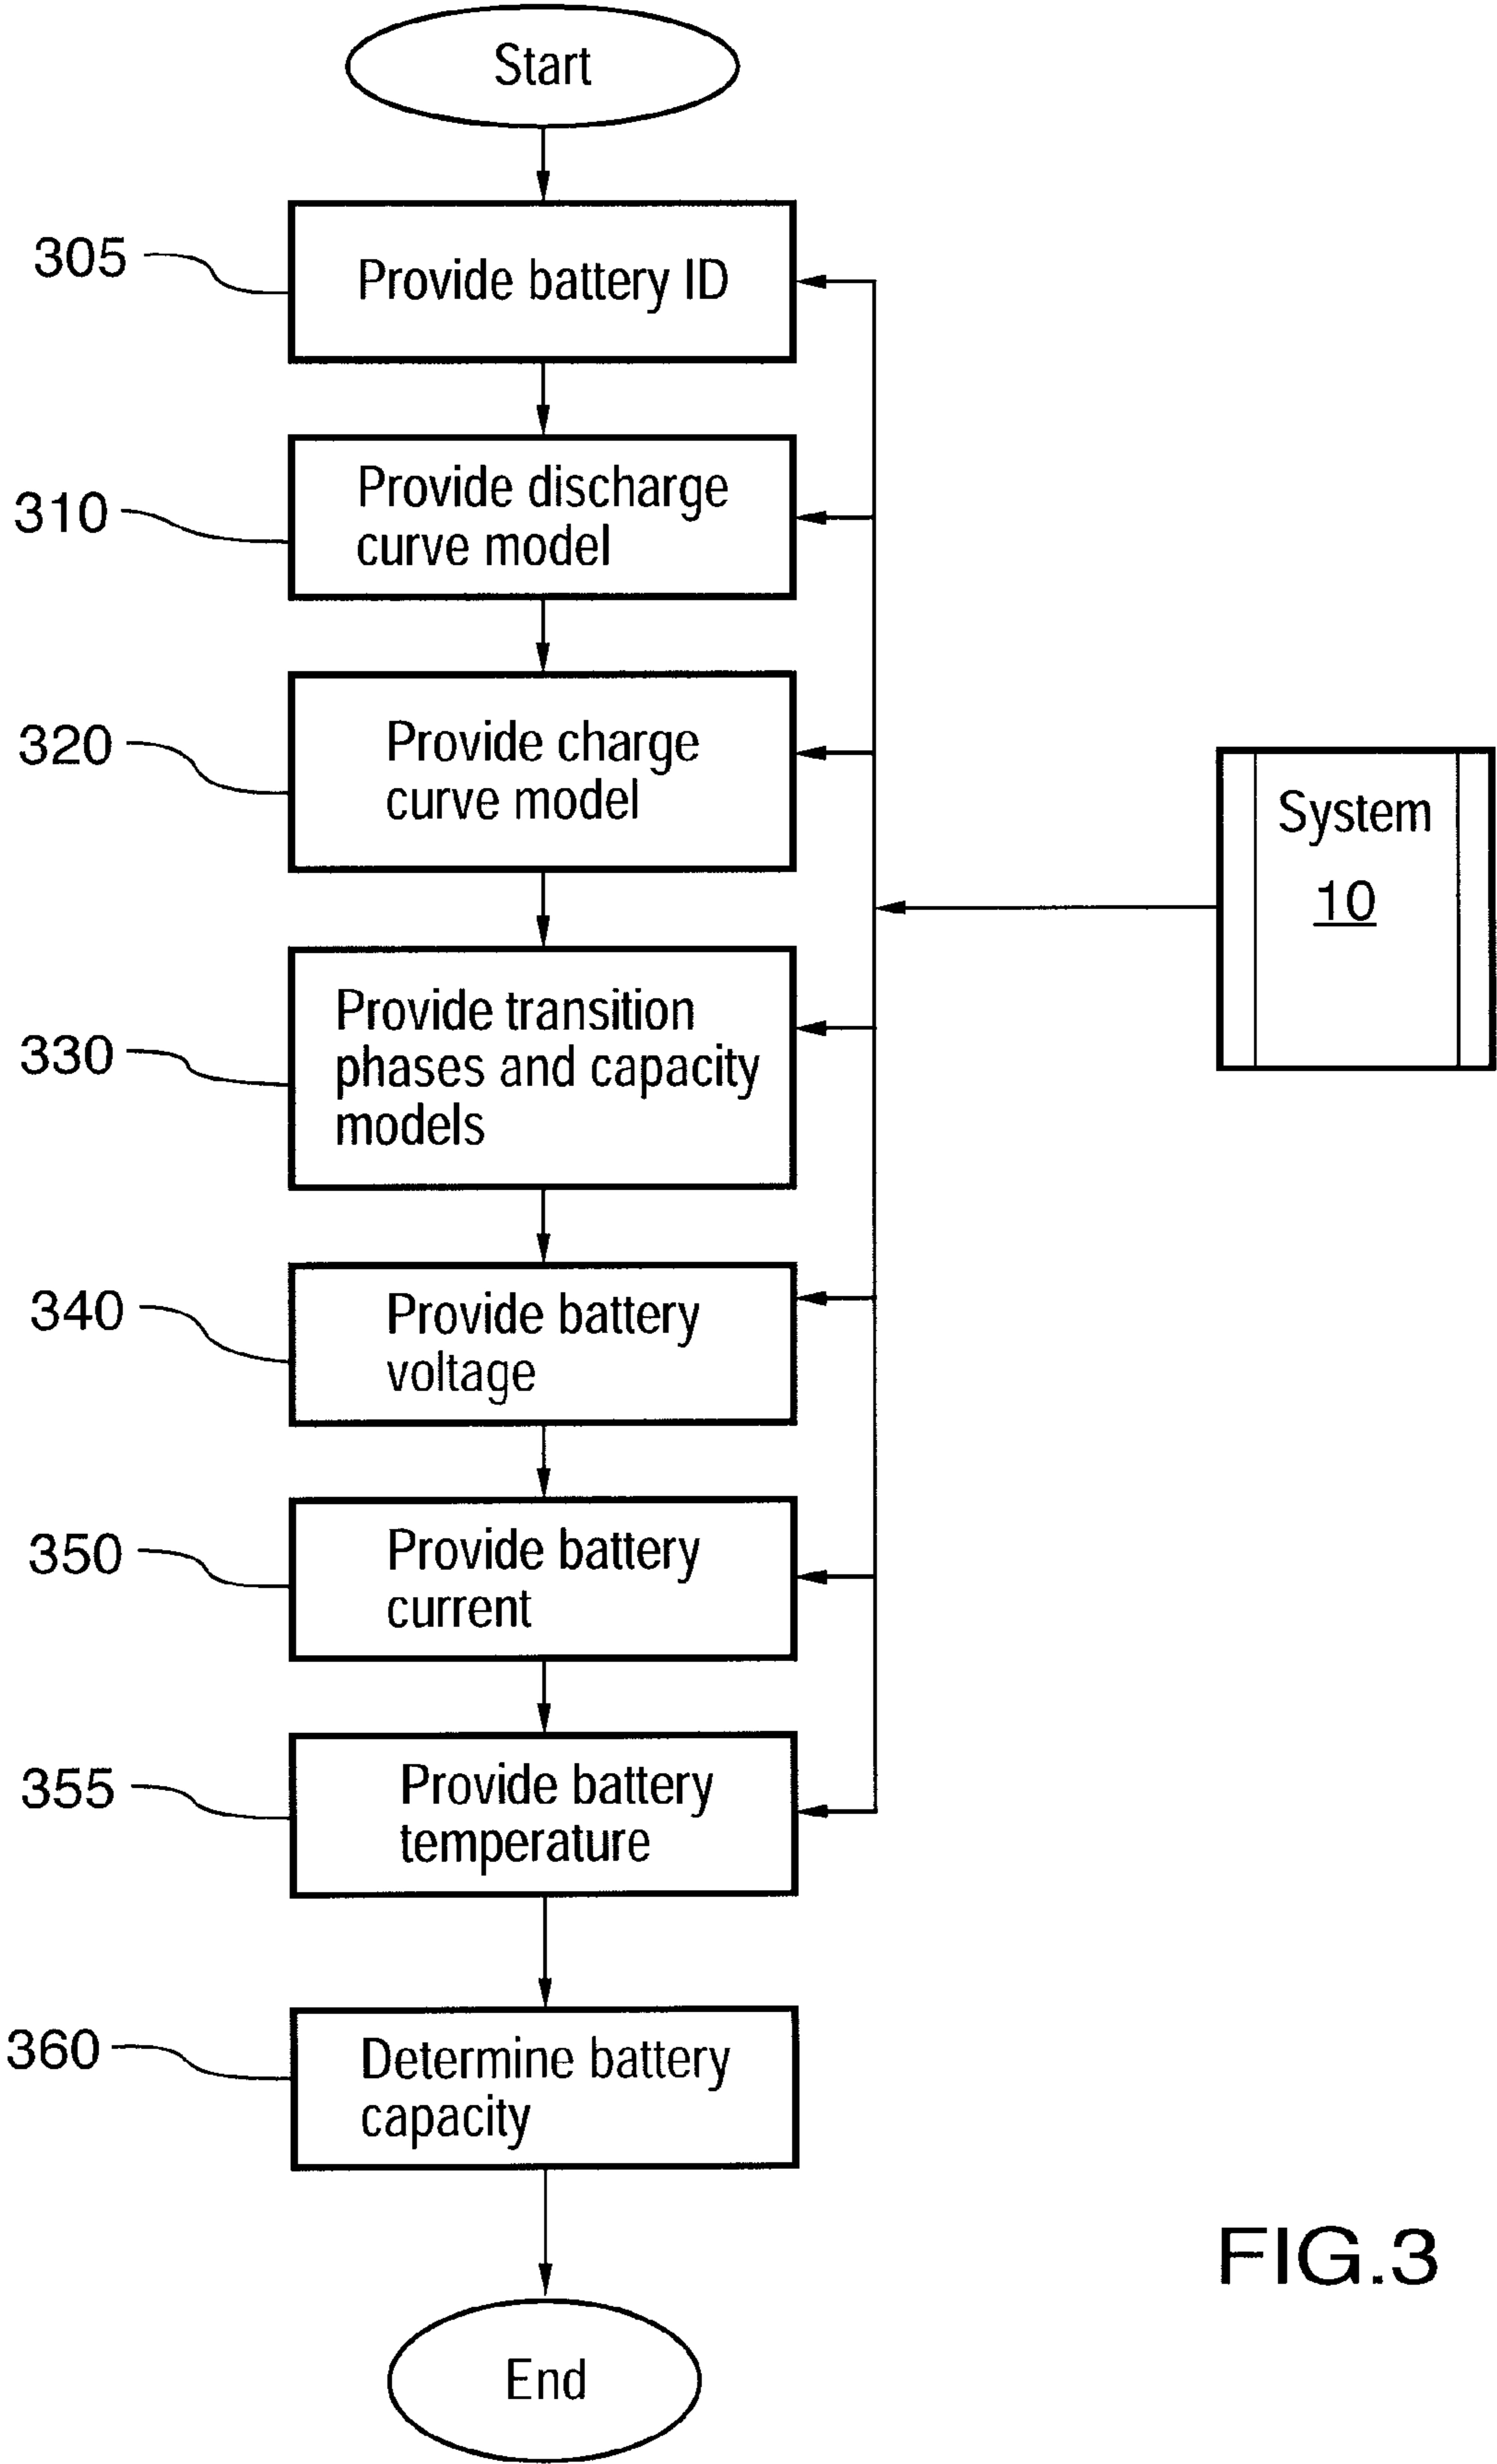 Start
305
Provide battery ID
310
Provide discharge
curve model
320
Provide charge
curve model
System
10
330
Provide transition
phases and capacity
models
340
Provide battery
voltage
350
Provide battery
current
355
Provide battery
temperature
360
Determine battery
capacity
FIG.3
End